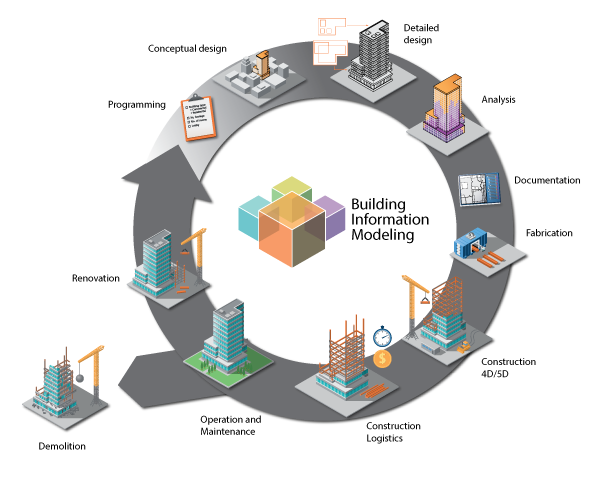 Conceptual design
Detailed
design
Programming
Analysis
Building
Information
Modeling
Documentation
Fabrication
Renovation
Construction
4D/5D
$
Operation and
Maintenance
Construction
Logistics
Demolition